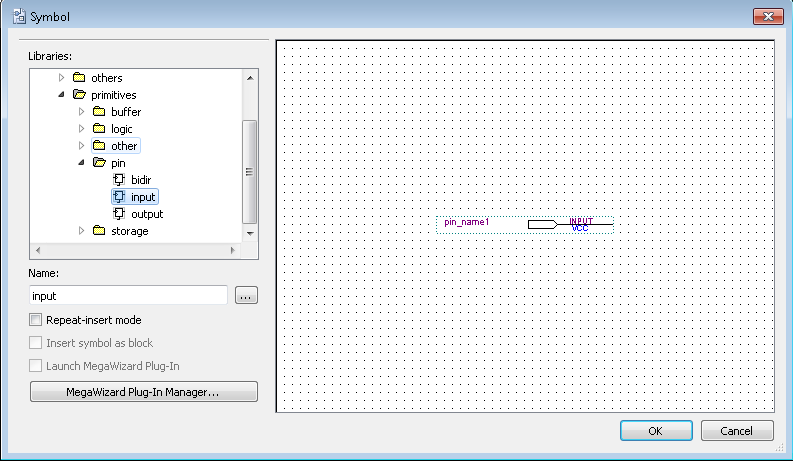 Symbol
Libraries:
others
primitives
buffer
logic
other
pin
bidir
input
output
storage
Name:
input
...
Repeat-insert mode
Insert symbol as block
Launch MegaWizard Plug-In
MegaWizard Plug-In Manager...
pin_name1
INPUT
VCC
OK
Cancel